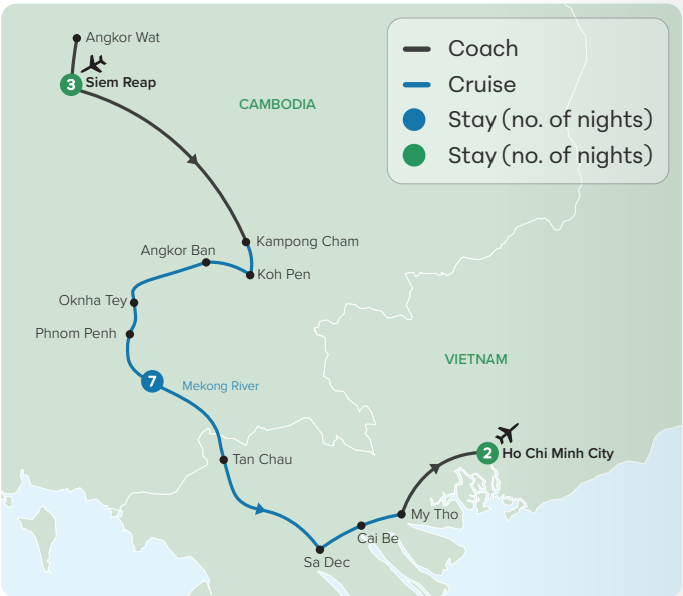 Angkor Wat
3
Siem Reap
CAMBODIA
Coach
Cruise
Stay (no. of nights)
Stay (no. of nights)
Kampong Cham
Angkor Ban
Koh Pen
Oknha Tey
Phnom Penh
7
Mekong River
VIETNAM
2
Ho Chi Minh City
Tan Chau
My Tho
Cai Be
Sa Dec